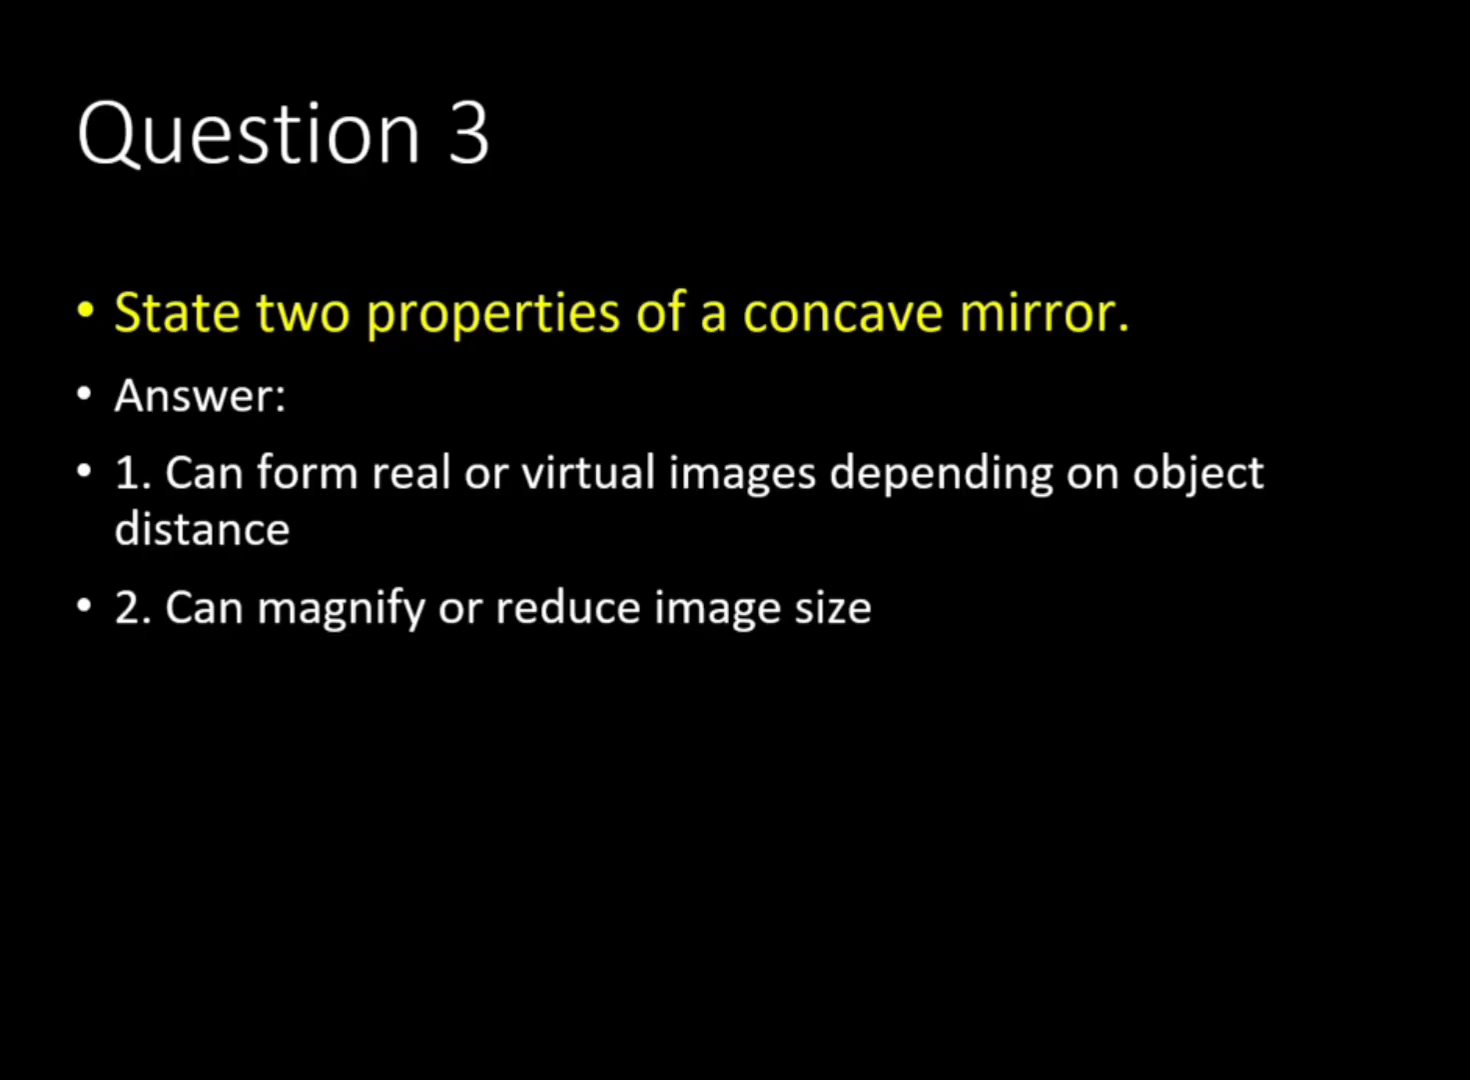 Question 3
• State two properties of a concave mirror.
• Answer:
• 1. Can form real or virtual images depending on object
distance
• 2. Can magnify or reduce image size